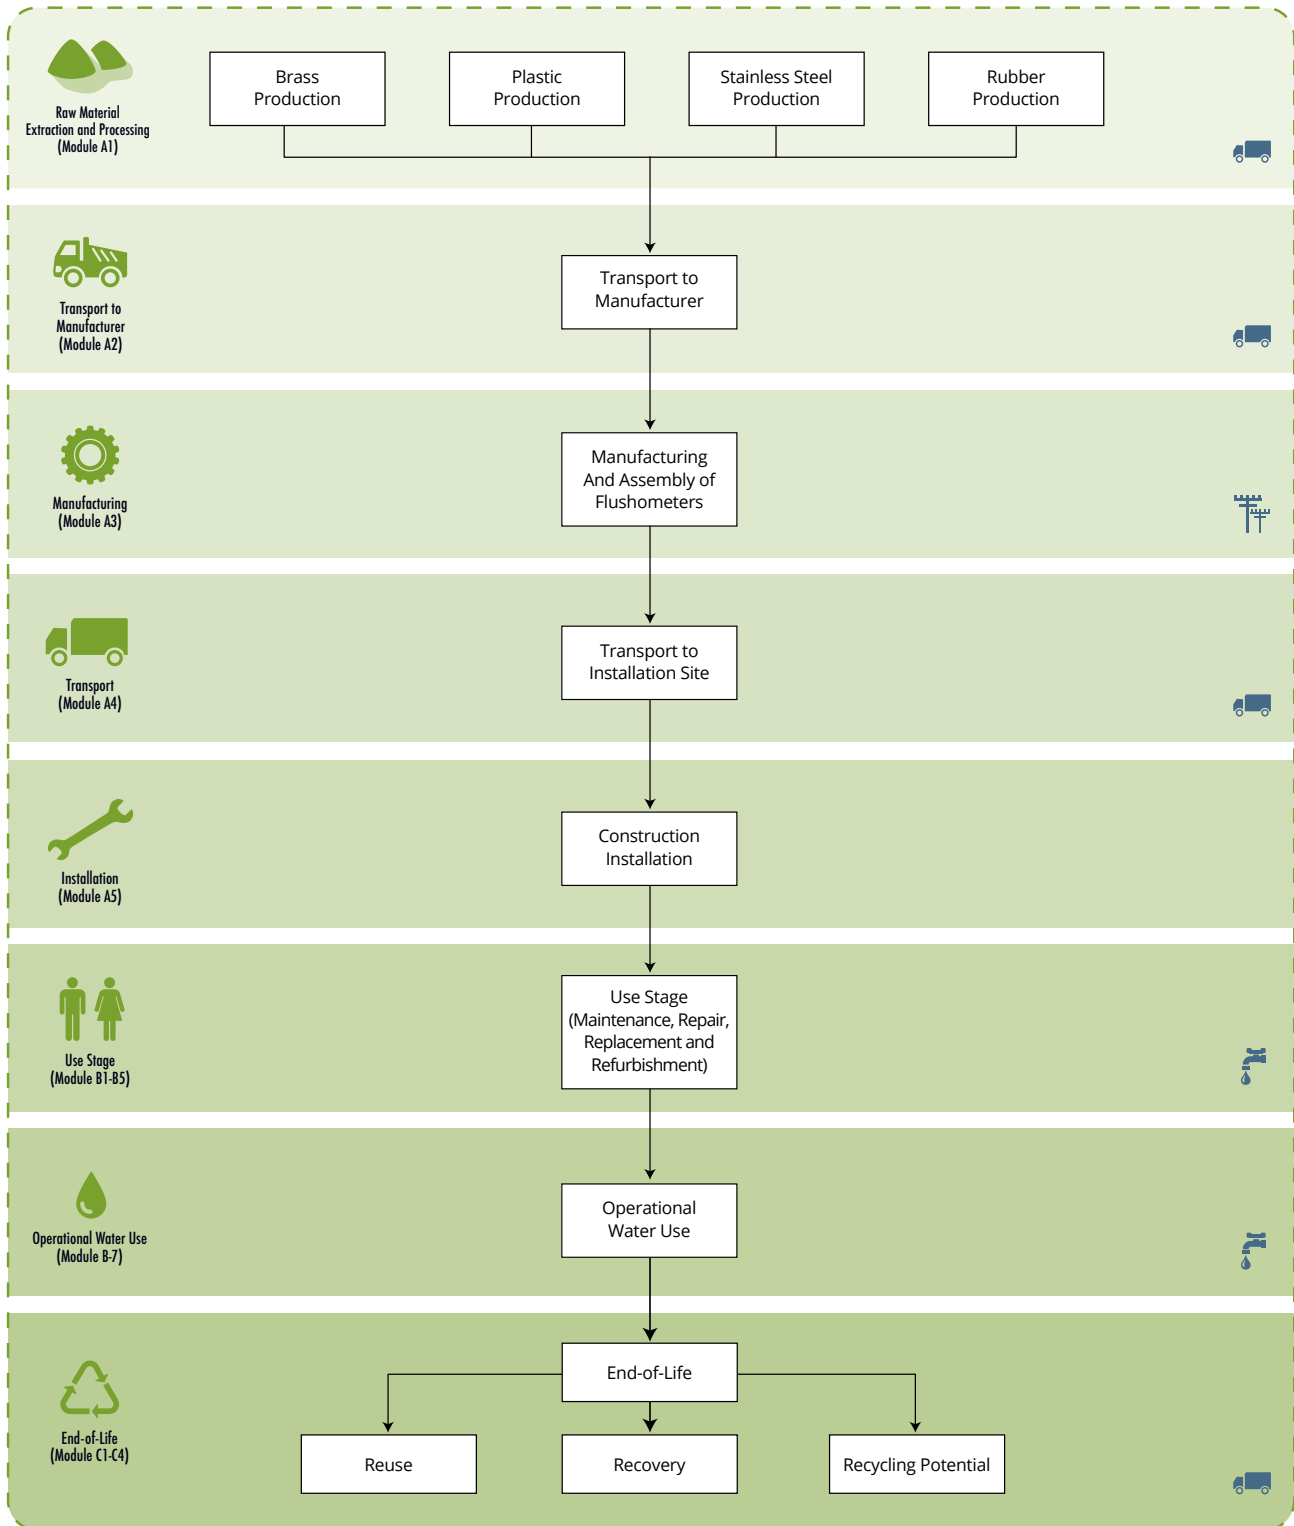 Raw Material
Extraction and Processing
(Module A1)
Brass
Production
Plastic
Production
Stainless Steel
Production
Rubber
Production
Transport to
Manufacturer
(Module A2)
Transport to
Manufacturer
Manufacturing
(Module A3)
Manufacturing
And Assembly of
Flushometers
Transport
(Module A4)
Transport to
Installation Site
Installation
(Module A5)
Construction
Installation
Use Stage
(Module B1-B5)
Use Stage
(Maintenance, Repair,
Replacement and
Refurbishment)
Operational Water Use
(Module B-7)
Operational
Water Use
End-of-Life
(Module C1-C4)
End-of-Life
Reuse
Recovery
Recycling Potential